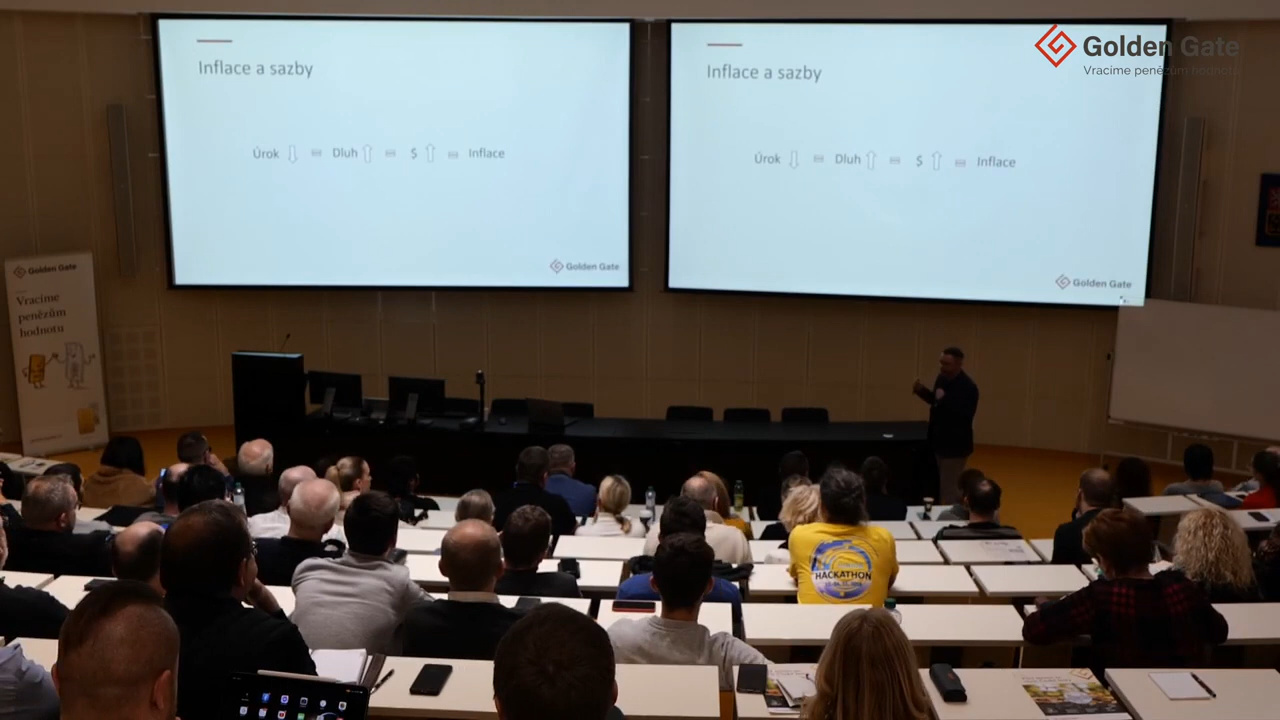 Inflace a sazby
Úrok ⇩ = Dluh ⇧ = $ ⇧ = Inflace
Golden Gate
Inflace a sazby
Úrok ⇩ = Dluh ⇧ = $ ⇧ = Inflace
Golden Gate
Golden Gate
Vracíme penězům hodnotu
Golden Gate
Vracíme
penězům
hodnotu
HACKATHON